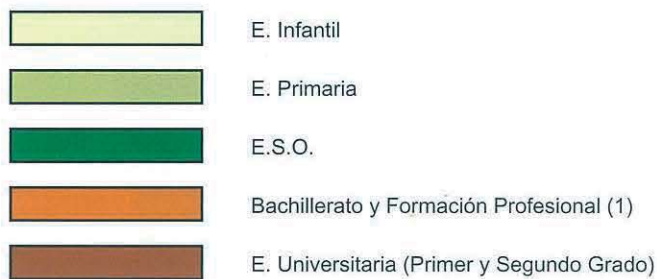 E. Infantil
E. Primaria
E.S.O.
Bachillerato y Formación Profesional (1)
E. Universitaria (Primer y Segundo Grado)